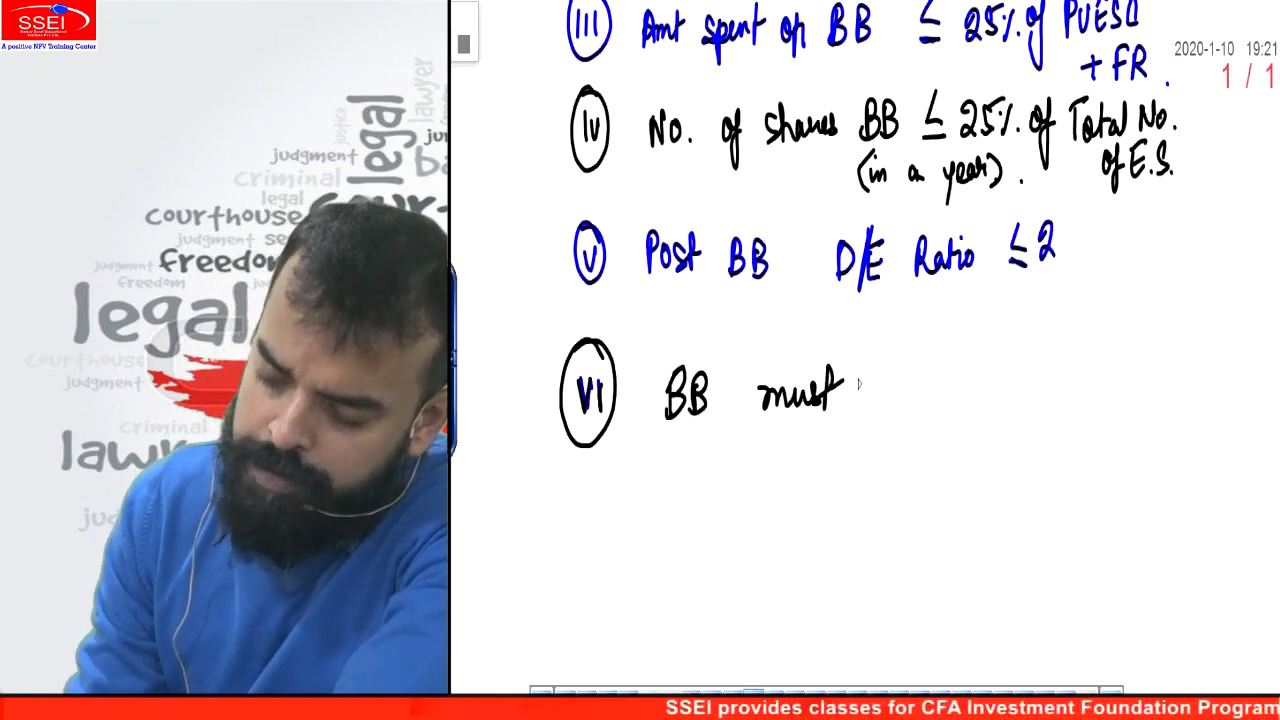 SSEI
A positive NPV Training Center
2020-1-10 19:21
1 / 1
iii Amt spent on BB ≤ 25% of PUESC
+ FR.
iv No. of shares BB ≤ 25% of Total No.
(in a year). of E.S.
v Post BB D/E Ratio ≤ 2
vi BB must
justice
legal
lawyer
judgment
criminal
legal
courthouse
judgment
judgment freedom
freedom
legal
courthouse
judgment
criminal
SSEI provides classes for CFA Investment Foundation Program